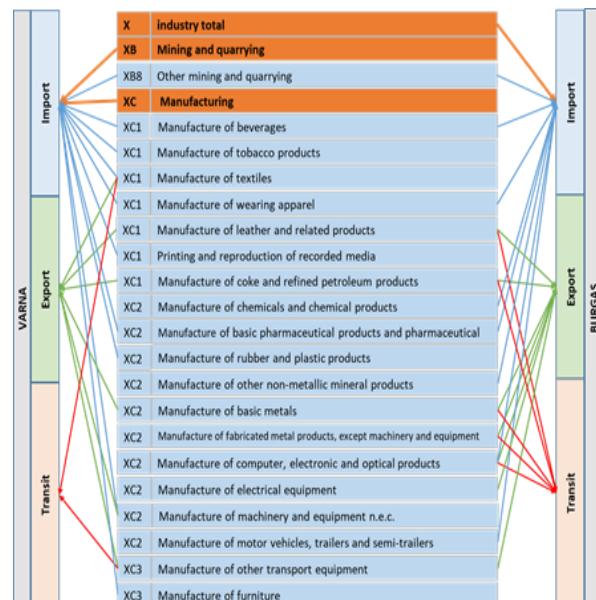 X industry total
XB Mining and quarrying
XB8 Other mining and quarrying
XC Manufacturing
XC1 Manufacture of beverages
XC1 Manufacture of tobacco products
XC1 Manufacture of textiles
XC1 Manufacture of wearing apparel
XC1 Manufacture of leather and related products
XC1 Printing and reproduction of recorded media
XC1 Manufacture of coke and refined petroleum products
XC2 Manufacture of chemicals and chemical products
XC2 Manufacture of basic pharmaceutical products and pharmaceutical
XC2 Manufacture of rubber and plastic products
XC2 Manufacture of other non-metallic mineral products
XC2 Manufacture of basic metals
XC2 Manufacture of fabricated metal products, except machinery and equipment
XC2 Manufacture of computer, electronic and optical products
XC2 Manufacture of electrical equipment
XC2 Manufacture of machinery and equipment n.e.c.
XC2 Manufacture of motor vehicles, trailers and semi-trailers
XC3 Manufacture of other transport equipment
XC3 Manufacture of furniture
VARNA
Import
Export
Transit
Import
Export
Transit
BURGAS